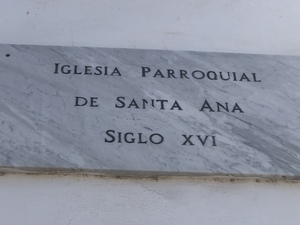 IGLESIA PARROQUIAL
DE SANTA ANA
SIGLO XVI